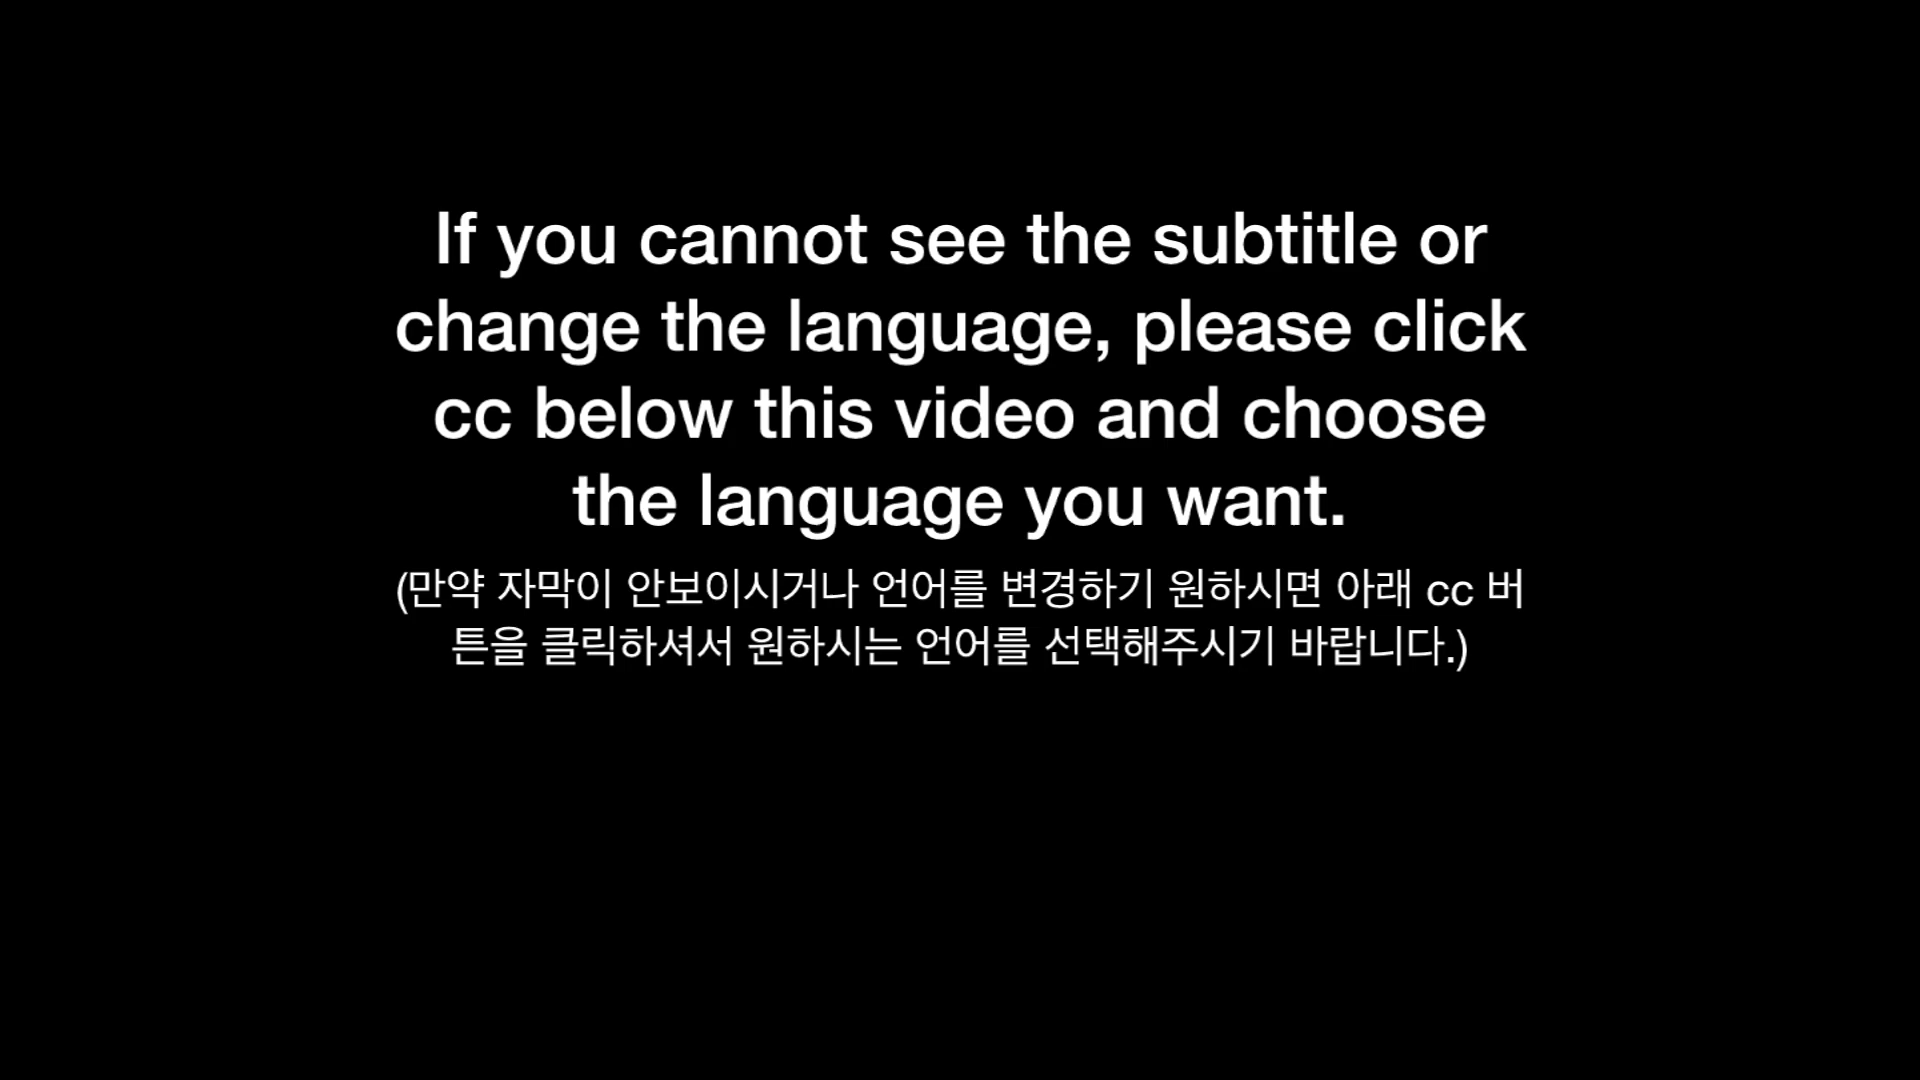 If you cannot see the subtitle or
change the language, please click
cc below this video and choose
the language you want.
(만약 자막이 안보이시거나 언어를 변경하기 원하시면 아래 cc 버
튼을 클릭하셔서 원하시는 언어를 선택해주시기 바랍니다.)